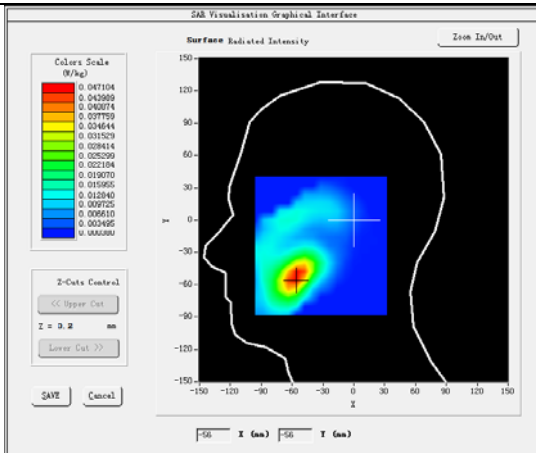 SAR Visualisation Graphical Interface
Surface Radiated Intensity
Zoom In/Out
Colors Scale
(W/kg)
0.047104
0.043989
0.040874
0.037759
0.034644
0.031529
0.028414
0.025299
0.022184
0.019070
0.015955
0.012840
0.009725
0.006610
0.003495
0.000380
Z-Cuts Control
<< Upper Cut
Z = 0.2 mm
Lower Cut >>
SAVE Cancel
150
120
90
60
30
0
-30
-60
-90
-120
-150
Y
-150 -120 -90 -60 -30 0 30 60 90 120 150
X
-56 X (mm) -56 Y (mm)